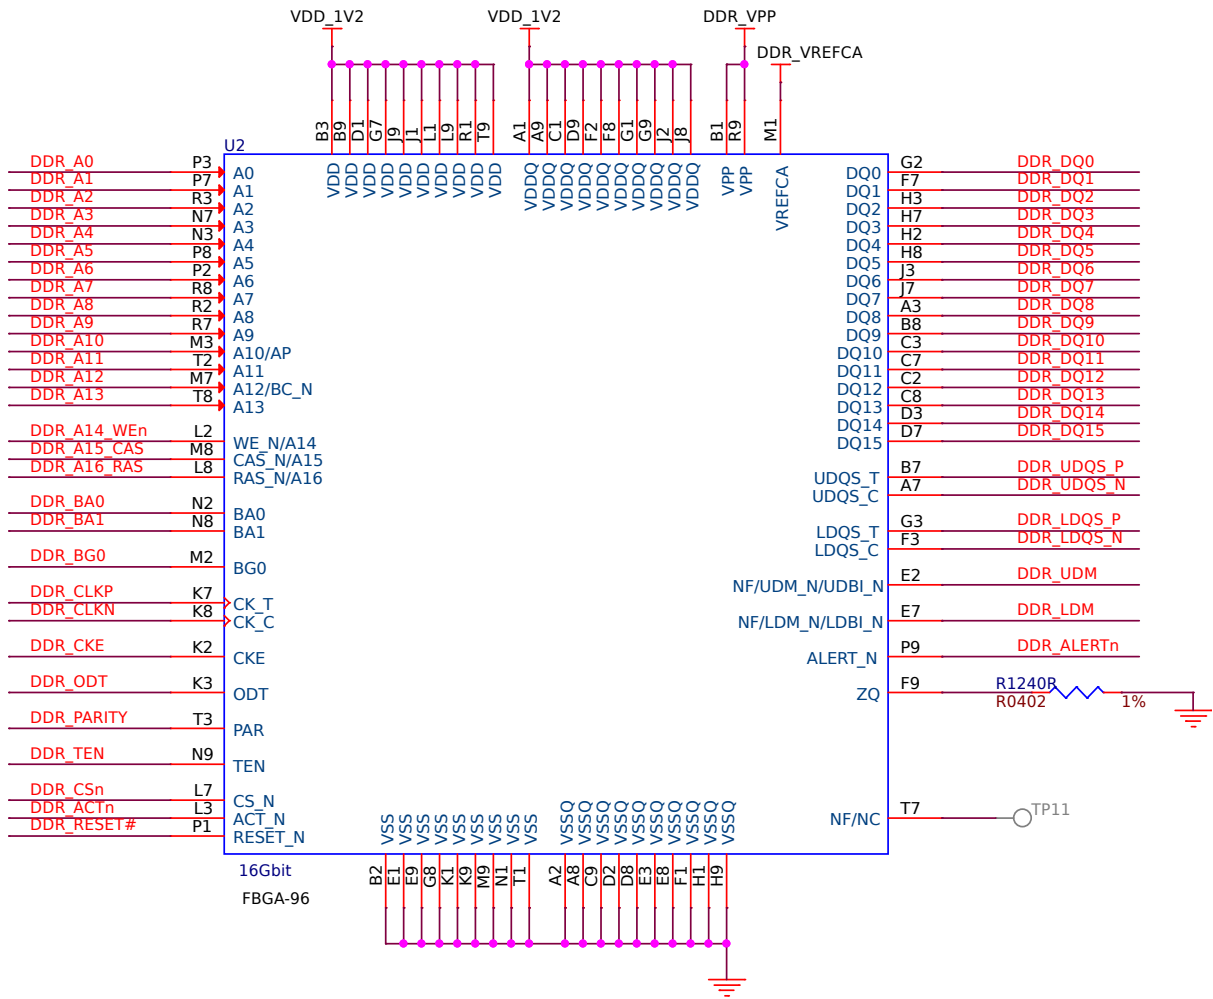 VDD_1V2 VDD_1V2 DDR_VPP
DDR_VREFCA
B3 B9 D1 G7 J9 J1 L1 L9 R1 T9 A1 A9 C1 D9 F2 F8 G1 G9 J2 J8 B1 R9 M1
U2
VDD VDD VDD VDD VDD VDD VDD VDD VDD VDD VDDQ VDDQ VDDQ VDDQ VDDQ VDDQ VDDQ VDDQ VDDQ VDDQ VPP VPP VREFCA
DDR_A0 P3 A0
DDR_A1 P7 A1
DDR_A2 R3 A2
DDR_A3 N7 A3
DDR_A4 N3 A4
DDR_A5 P8 A5
DDR_A6 P2 A6
DDR_A7 R8 A7
DDR_A8 R2 A8
DDR_A9 R7 A9
DDR_A10 M3 A10/AP
DDR_A11 T2 A11
DDR_A12 M7 A12/BC_N
DDR_A13 T8 A13
DDR_A14_WEn L2 WE_N/A14
DDR_A15_CAS M8 CAS_N/A15
DDR_A16_RAS L8 RAS_N/A16
DDR_BA0 N2 BA0
DDR_BA1 N8 BA1
DDR_BG0 M2 BG0
DDR_CLKP K7 CK_T
DDR_CLKN K8 CK_C
DDR_CKE K2 CKE
DDR_ODT K3 ODT
DDR_PARITY T3 PAR
DDR_TEN N9 TEN
DDR_CSn L7 CS_N
DDR_ACTn L3 ACT_N
DDR_RESET# P1 RESET_N
DQ0 G2 DDR_DQ0
DQ1 F7 DDR_DQ1
DQ2 H3 DDR_DQ2
DQ3 H7 DDR_DQ3
DQ4 H2 DDR_DQ4
DQ5 H8 DDR_DQ5
DQ6 J3 DDR_DQ6
DQ7 J7 DDR_DQ7
DQ8 A3 DDR_DQ8
DQ9 B8 DDR_DQ9
DQ10 C3 DDR_DQ10
DQ11 C7 DDR_DQ11
DQ12 C2 DDR_DQ12
DQ13 C8 DDR_DQ13
DQ14 D3 DDR_DQ14
DQ15 D7 DDR_DQ15
UDQS_T B7 DDR_UDQS_P
UDQS_C A7 DDR_UDQS_N
LDQS_T G3 DDR_LDQS_P
LDQS_C F3 DDR_LDQS_N
NF/UDM_N/UDBI_N E2 DDR_UDM
NF/LDM_N/LDBI_N E7 DDR_LDM
ALERT_N P9 DDR_ALERTn
ZQ F9 R1240R
R0402 1%
NF/NC T7 TP11
VSS VSS VSS VSS VSS VSS VSS VSS VSS VSSQ VSSQ VSSQ VSSQ VSSQ VSSQ VSSQ VSSQ VSSQ VSSQ
16Gbit
FBGA-96
B2 E1 E9 G8 K1 K9 M9 N1 T1 A2 A8 C9 D2 D8 E3 E8 F1 H1 H9